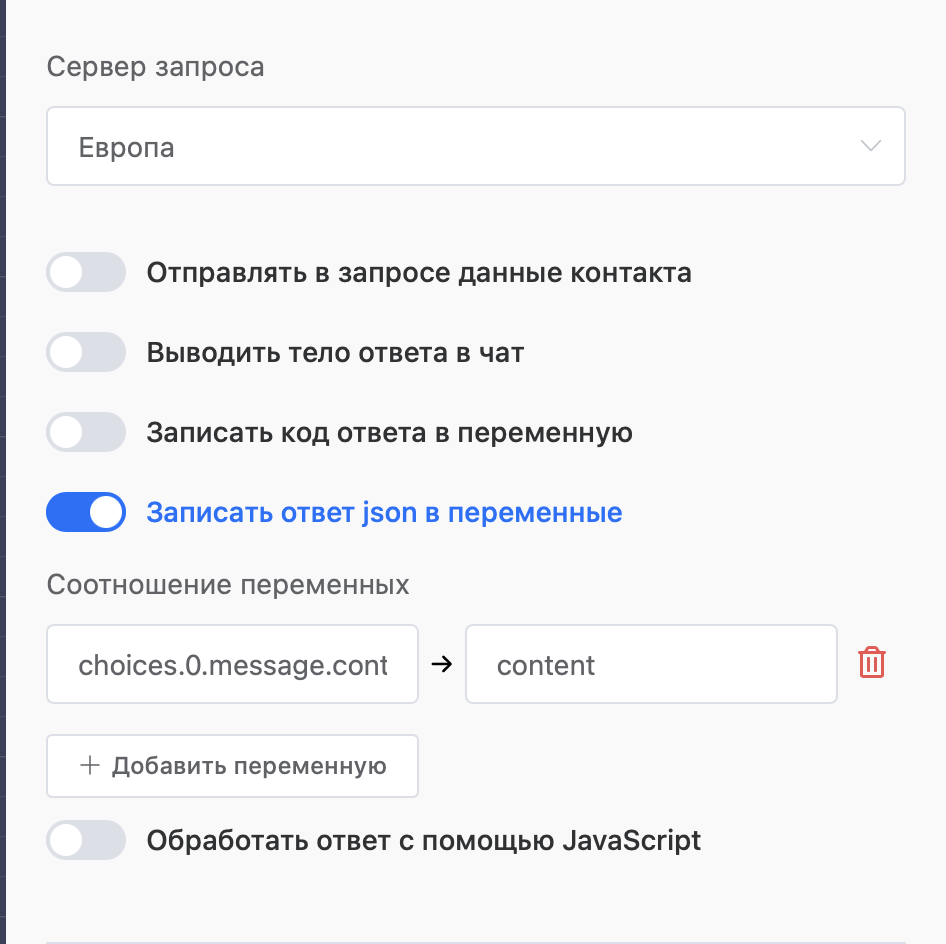 Сервер запроса
Европа
Отправлять в запросе данные контакта
Выводить тело ответа в чат
Записать код ответа в переменную
Записать ответ json в переменные
Соотношение переменных
choices.0.message.cont → content
+ Добавить переменную
Обработать ответ с помощью JavaScript